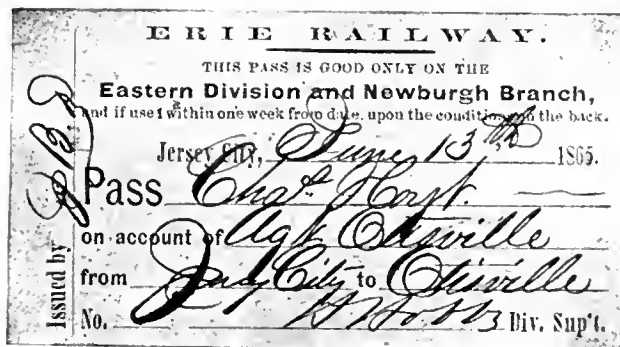 ERIE RAILWAY.
THIS PASS IS GOOD ONLY ON THE
Eastern Division and Newburgh Branch,
and if used within one week from date, upon the conditions on the back.
Jersey City, June 13th 1865.
Pass Chas. Hoyt.
on account of Agt Otisville
from Jersey City to Otisville
No. Div. Sup't.
Issued by